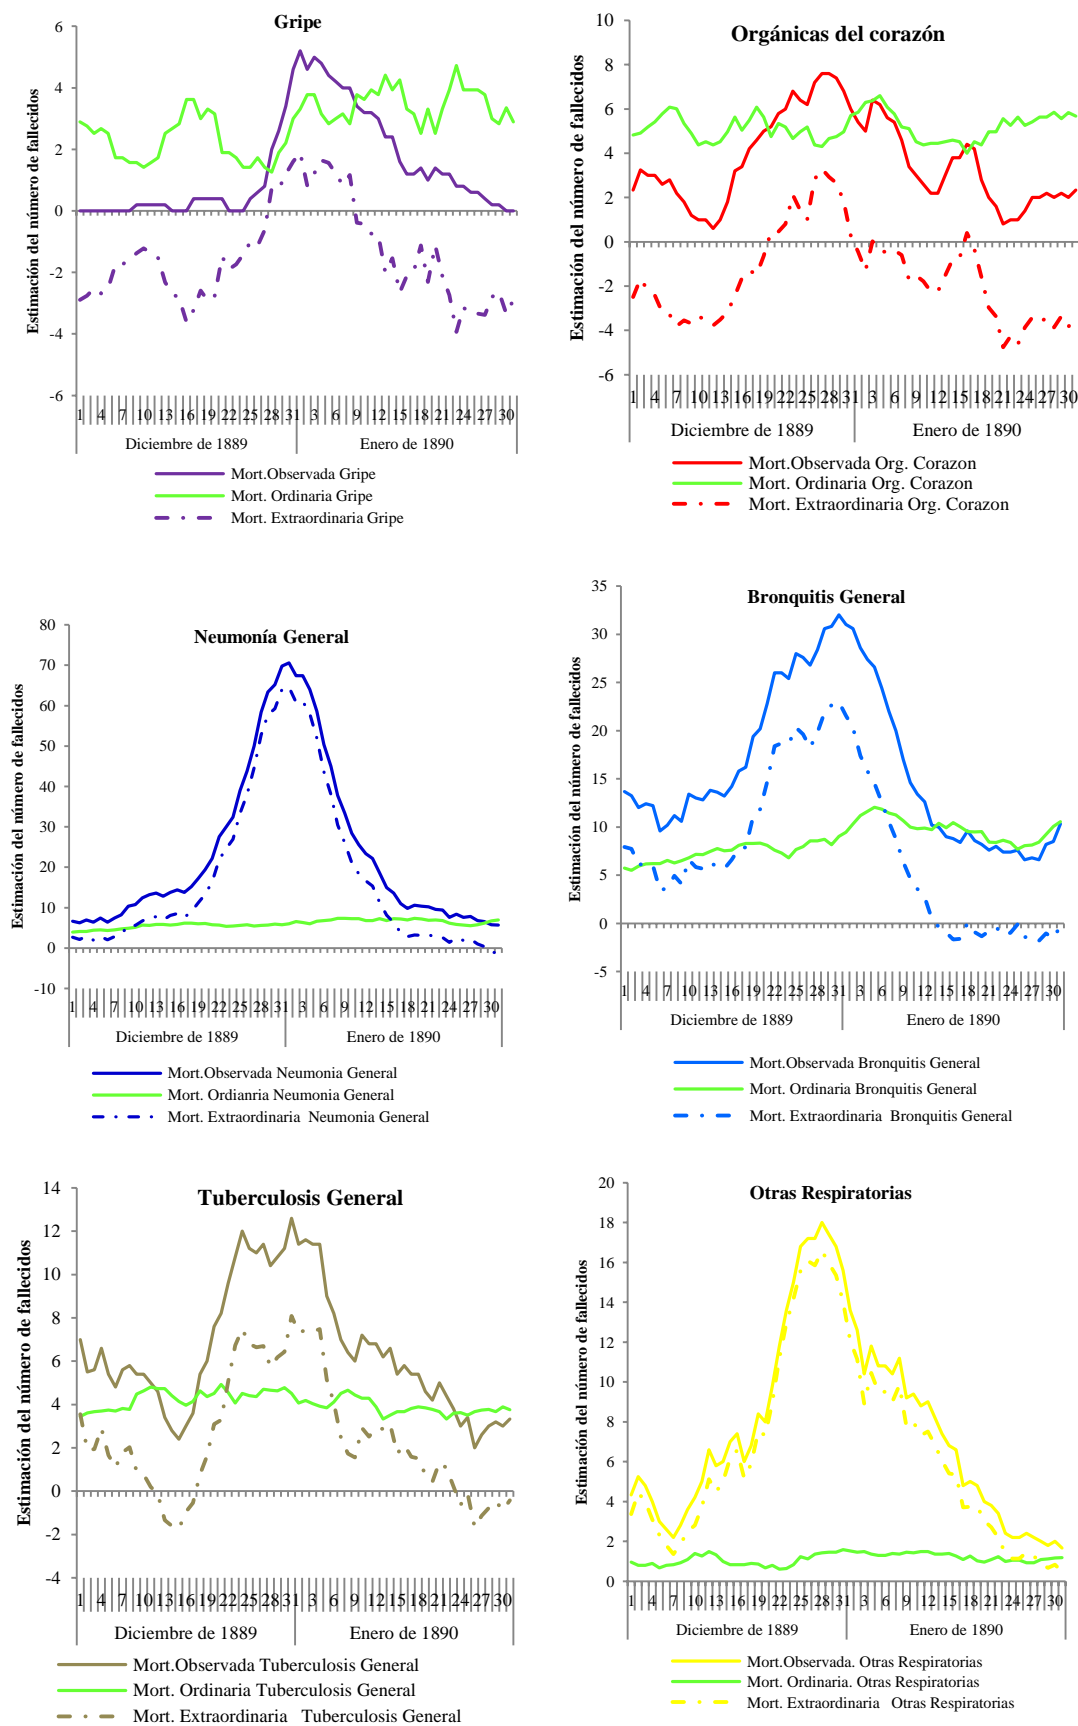 Gripe
Estimación del número de fallecidos
6
4
2
0
-2
-4
-6
1 4 7 10 13 16 19 22 25 28 31 3 6 9 12 15 18 21 24 27 30
Diciembre de 1889 Enero de 1890
Mort.Observada Gripe
Mort. Ordinaria Gripe
Mort. Extraordinaria Gripe
Orgánicas del corazón
Estimación del número de fallecidos
10
8
6
4
2
0
-2
-4
-6
1 4 7 10 13 16 19 22 25 28 31 3 6 9 12 15 18 21 24 27 30
Diciembre de 1889 Enero de 1890
Mort.Observada Org. Corazon
Mort. Ordinaria Org. Corazon
Mort. Extraordinaria Org. Corazon
Neumonía General
Estimación del número de fallecidos
80
70
60
50
40
30
20
10
0
-10
1 4 7 10 13 16 19 22 25 28 31 3 6 9 12 15 18 21 24 27 30
Diciembre de 1889 Enero de 1890
Mort.Observada Neumonia General
Mort. Ordianria Neumonia General
Mort. Extraordinaria Neumonia General
Bronquitis General
Estimación del número de fallecidos
35
30
25
20
15
10
5
0
-5
1 4 7 10 13 16 19 22 25 28 31 3 6 9 12 15 18 21 24 27 30
Diciembre de 1889 Enero de 1890
Mort.Observada Bronquitis General
Mort. Ordinaria Bronquitis General
Mort. Extraordinaria Bronquitis General
Tuberculosis General
Estimación del número de fallecidos
14
12
10
8
6
4
2
0
-2
-4
1 4 7 10 13 16 19 22 25 28 31 3 6 9 12 15 18 21 24 27 30
Diciembre de 1889 Enero de 1890
Mort.Observada Tuberculosis General
Mort. Ordinaria Tuberculosis General
Mort. Extraordinaria Tuberculosis General
Otras Respiratorias
Estimación del número de fallecidos
20
18
16
14
12
10
8
6
4
2
0
1 4 7 10 13 16 19 22 25 28 31 3 6 9 12 15 18 21 24 27 30
Diciembre de 1889 Enero de 1890
Mort.Observada. Otras Respiratorias
Mort. Ordinaria. Otras Respiratorias
Mort. Extraordinaria Otras Respiratorias